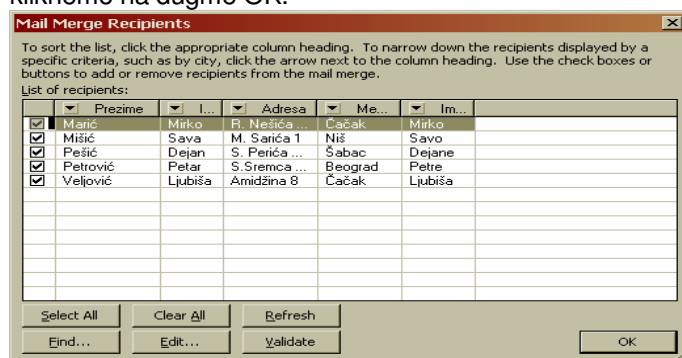 kliknemo na dugme OK.
Mail Merge Recipients
To sort the list, click the appropriate column heading. To narrow down the recipients displayed by a
specific criteria, such as by city, click the arrow next to the column heading. Use the check boxes or
buttons to add or remove recipients from the mail merge.
List of recipients:
Prezime I... Adresa Me... Im...
Marić Mirko R. Nešića ... Čačak Mirko
Mišić Sava M. Sarića 1 Niš Savo
Pešić Dejan S. Perića ... Šabac Dejane
Petrović Petar S.Sremca ... Beograd Petre
Veljović Ljubiša Amidžina 8 Čačak Ljubiša
Select All Clear All Refresh
Find... Edit... Validate OK